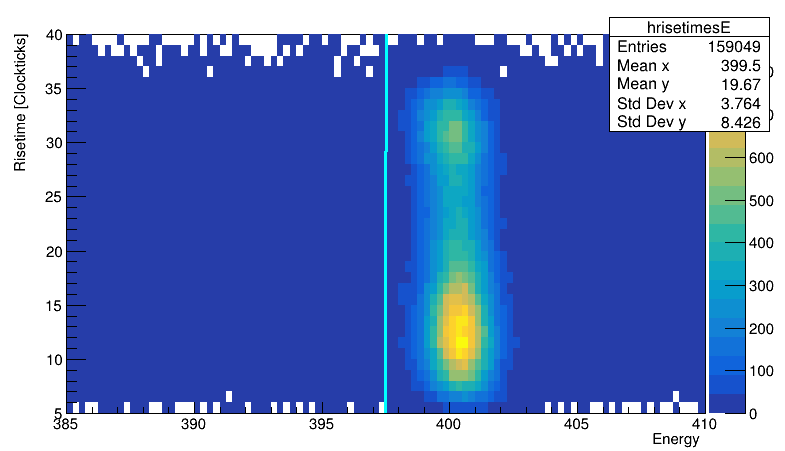 hrisetimesE
Entries 159049
Mean x 399.5
Mean y 19.67
Std Dev x 3.764
Std Dev y 8.426
Risetime [Clockticks]
40
35
30
25
20
15
10
5
385 390 395 400 405 410
Energy
600
500
400
300
200
100
0